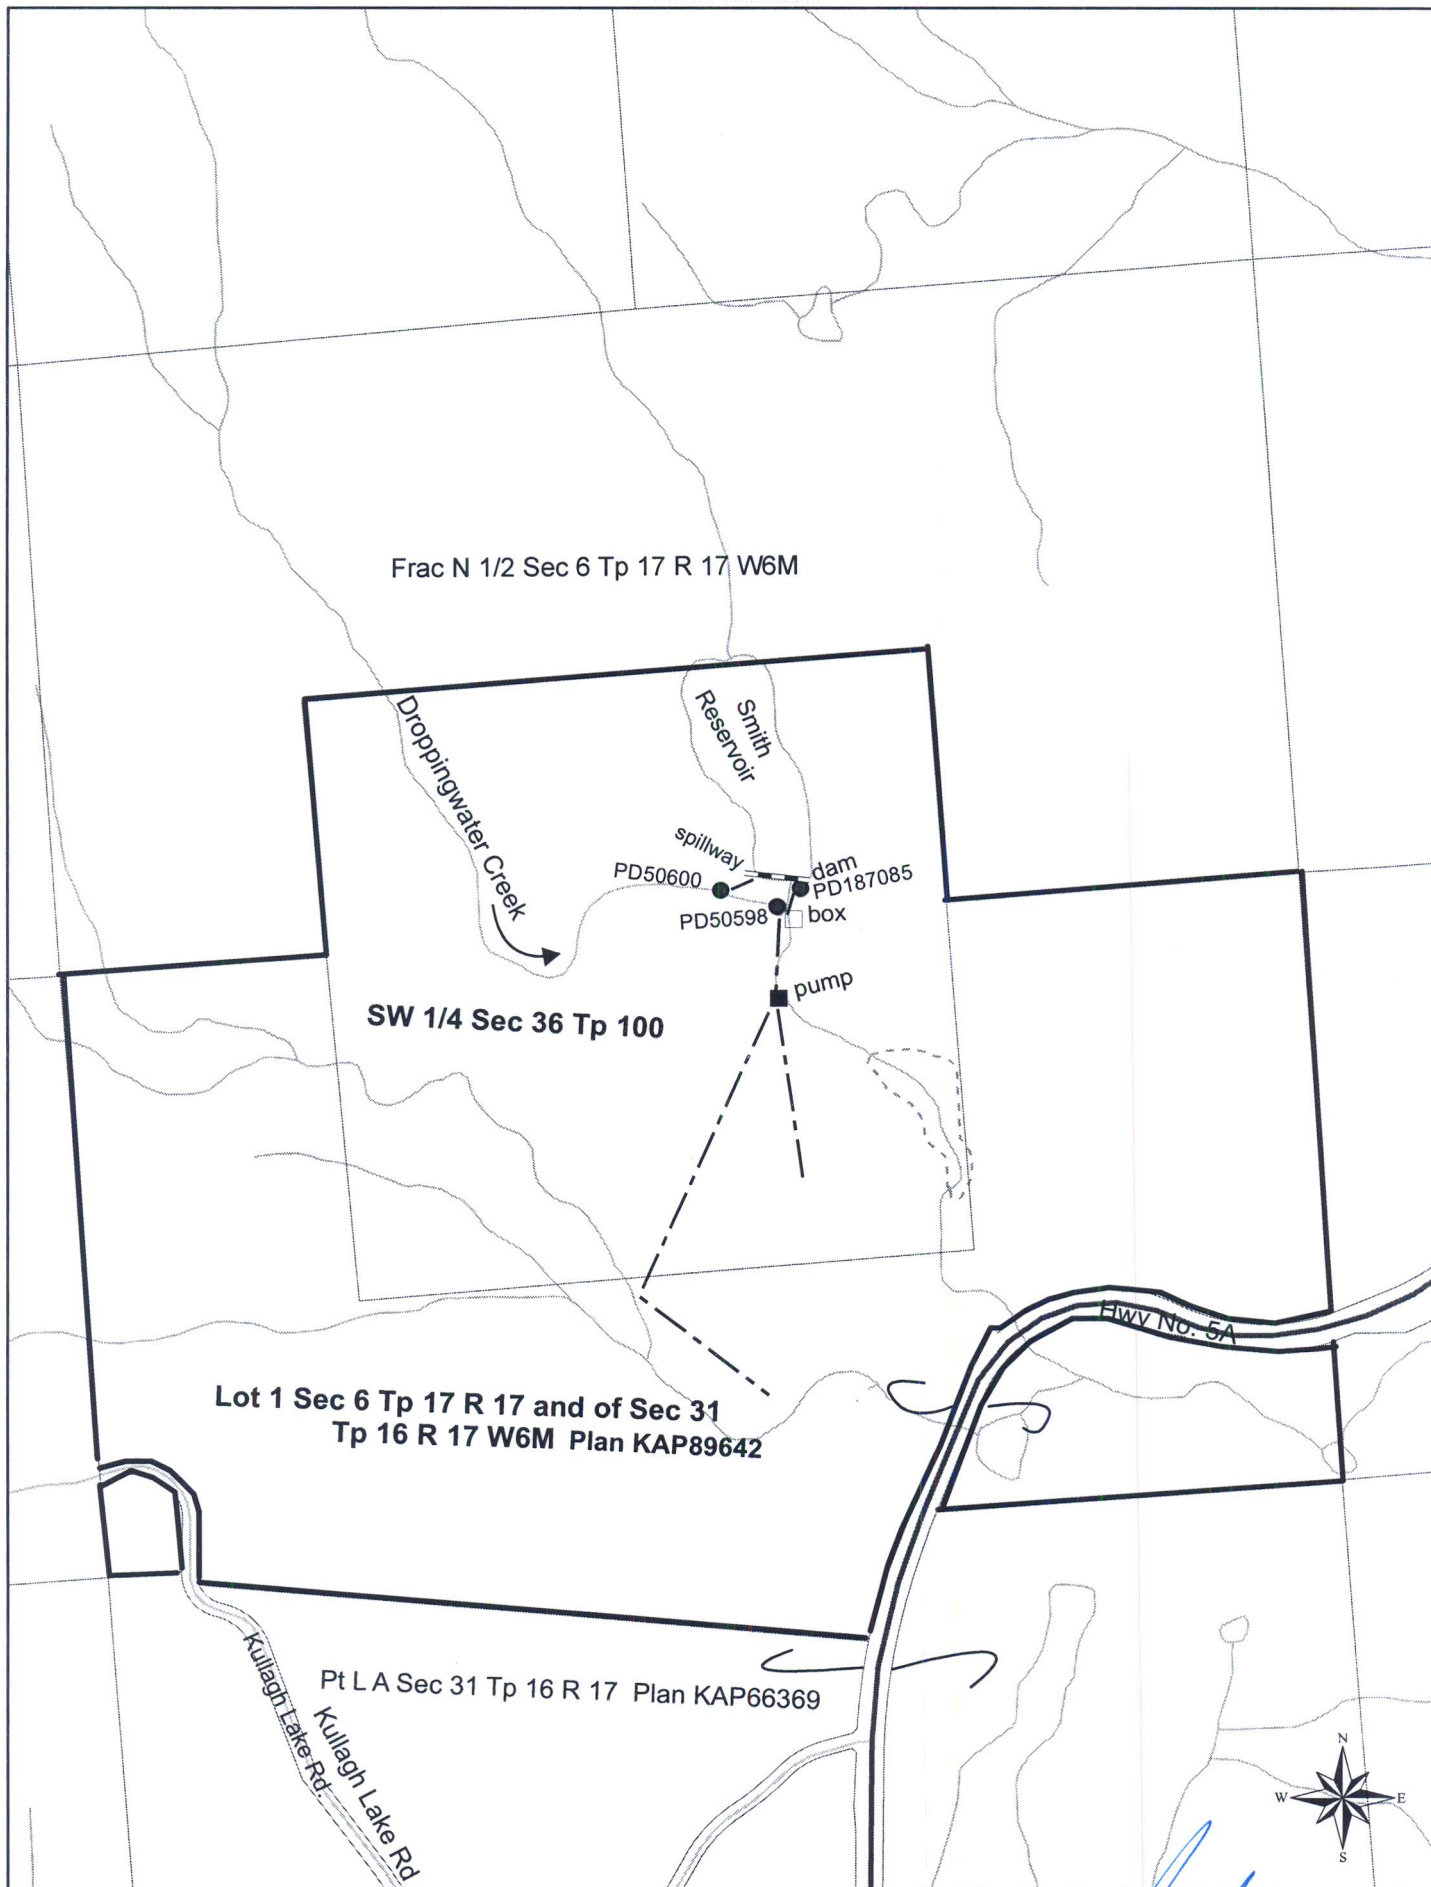 Frac N 1/2 Sec 6 Tp 17 R 17 W6M
Smith
Reservoir
Droppingwater Creek
spillway
dam
PD50600
PD187085
PD50598
box
pump
SW 1/4 Sec 36 Tp 100
Hwy No. 5A
Lot 1 Sec 6 Tp 17 R 17 and of Sec 31
Tp 16 R 17 W6M Plan KAP89642
Pt L A Sec 31 Tp 16 R 17 Plan KAP66369
Kullagh Lake Rd.
Kullagh Lake Rd
N
W
E
S